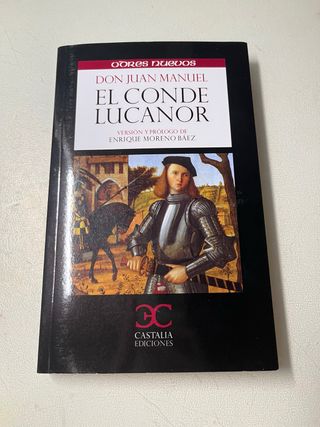 ODRES NUEVOS
DON JUAN MANUEL
EL CONDE
LUCANOR
VERSIÓN Y PRÓLOGO DE
ENRIQUE MORENO BÁEZ
CASTALIA
EDICIONES